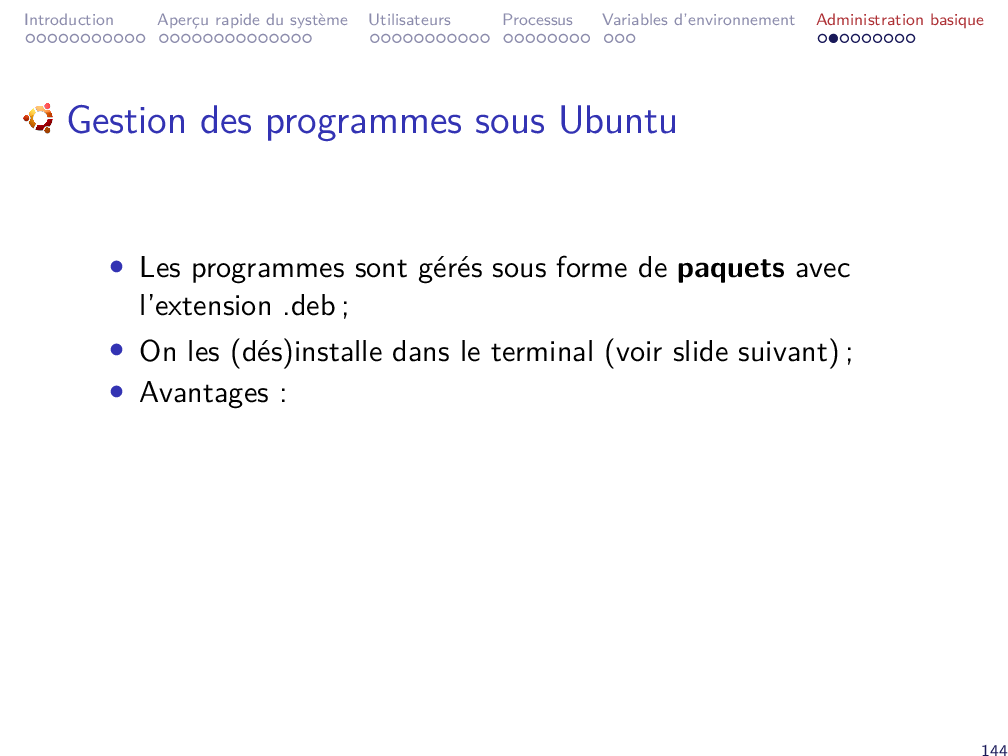 Introduction Aperçu rapide du système Utilisateurs Processus Variables d'environnement Administration basique
Gestion des programmes sous Ubuntu
• Les programmes sont gérés sous forme de paquets avec
l'extension .deb ;
• On les (dés)installe dans le terminal (voir slide suivant) ;
• Avantages :
144